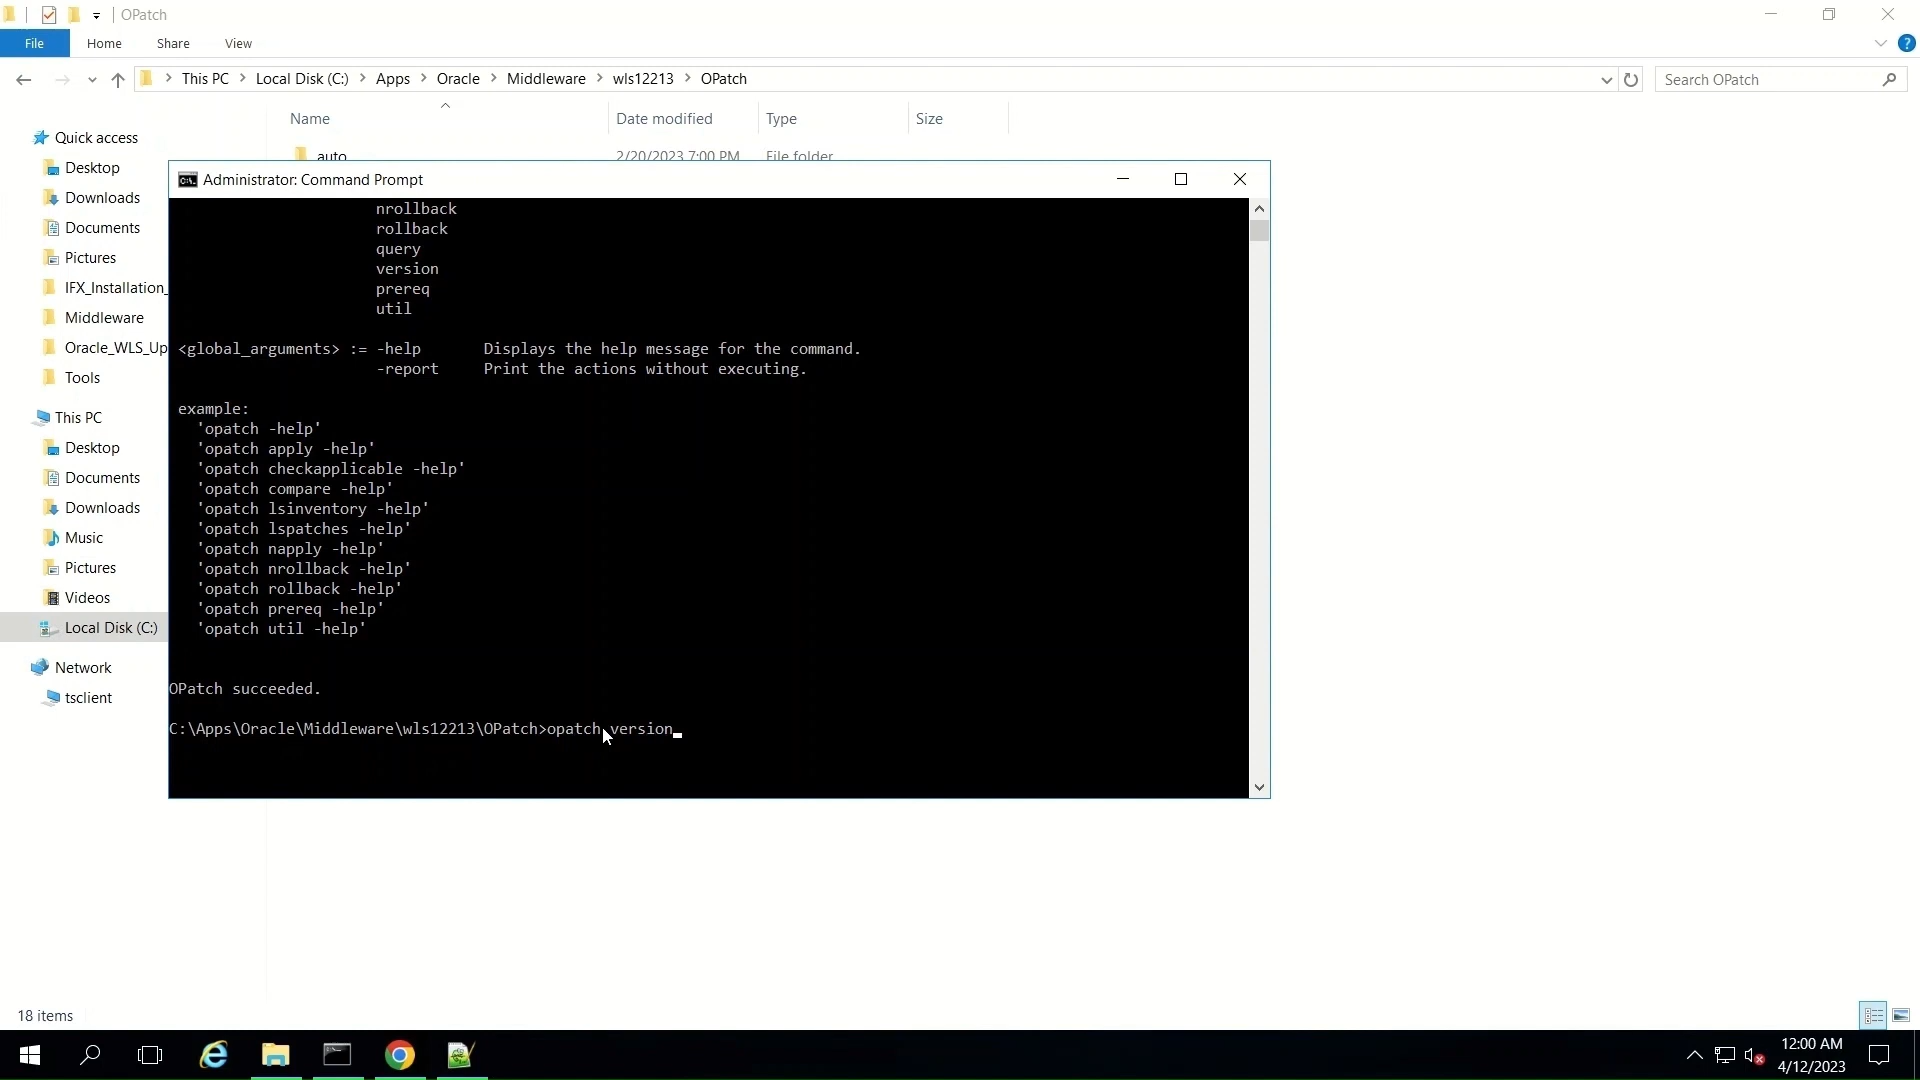 OPatch
File Home Share View
This PC Local Disk (C:) Apps Oracle Middleware wls12213 OPatch
Search OPatch
Name Date modified Type Size
auto 2/20/2023 7:00 PM File folder
Quick access
Desktop
Downloads
Documents
Pictures
IFX_Installation_
Middleware
Oracle_WLS_Up
Tools
This PC
Desktop
Documents
Downloads
Music
Pictures
Videos
Local Disk (C:)
Network
tsclient
Administrator: Command Prompt
nrollback
rollback
query
version
prereq
util
<global_arguments> := -help Displays the help message for the command.
-report Print the actions without executing.
example:
'opatch -help'
'opatch apply -help'
'opatch checkapplicable -help'
'opatch compare -help'
'opatch lsinventory -help'
'opatch lspatches -help'
'opatch napply -help'
'opatch nrollback -help'
'opatch rollback -help'
'opatch prereq -help'
'opatch util -help'
OPatch succeeded.
C:\Apps\Oracle\Middleware\wls12213\OPatch>opatch version
18 items
12:00 AM
4/12/2023